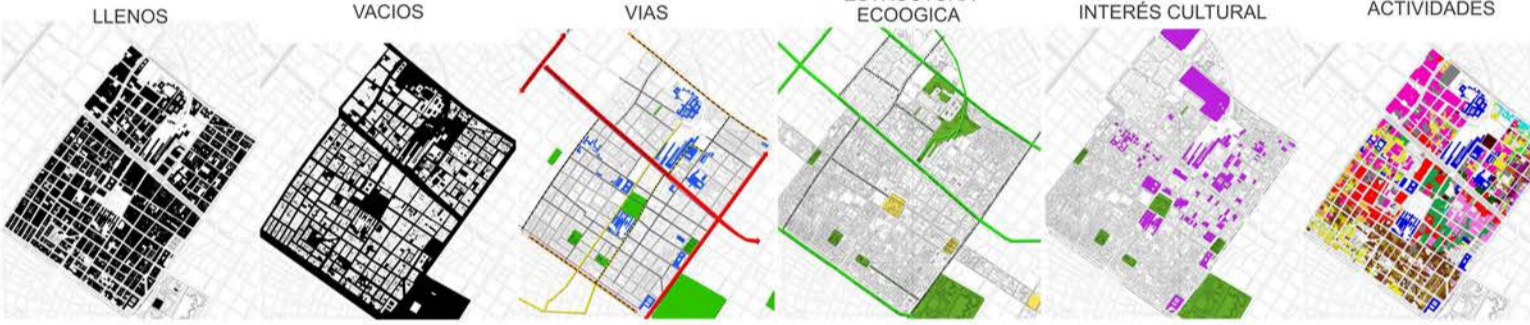 LLENOS
VACIOS
VIAS
ECOOGICA
INTERÉS CULTURAL
ACTIVIDADES